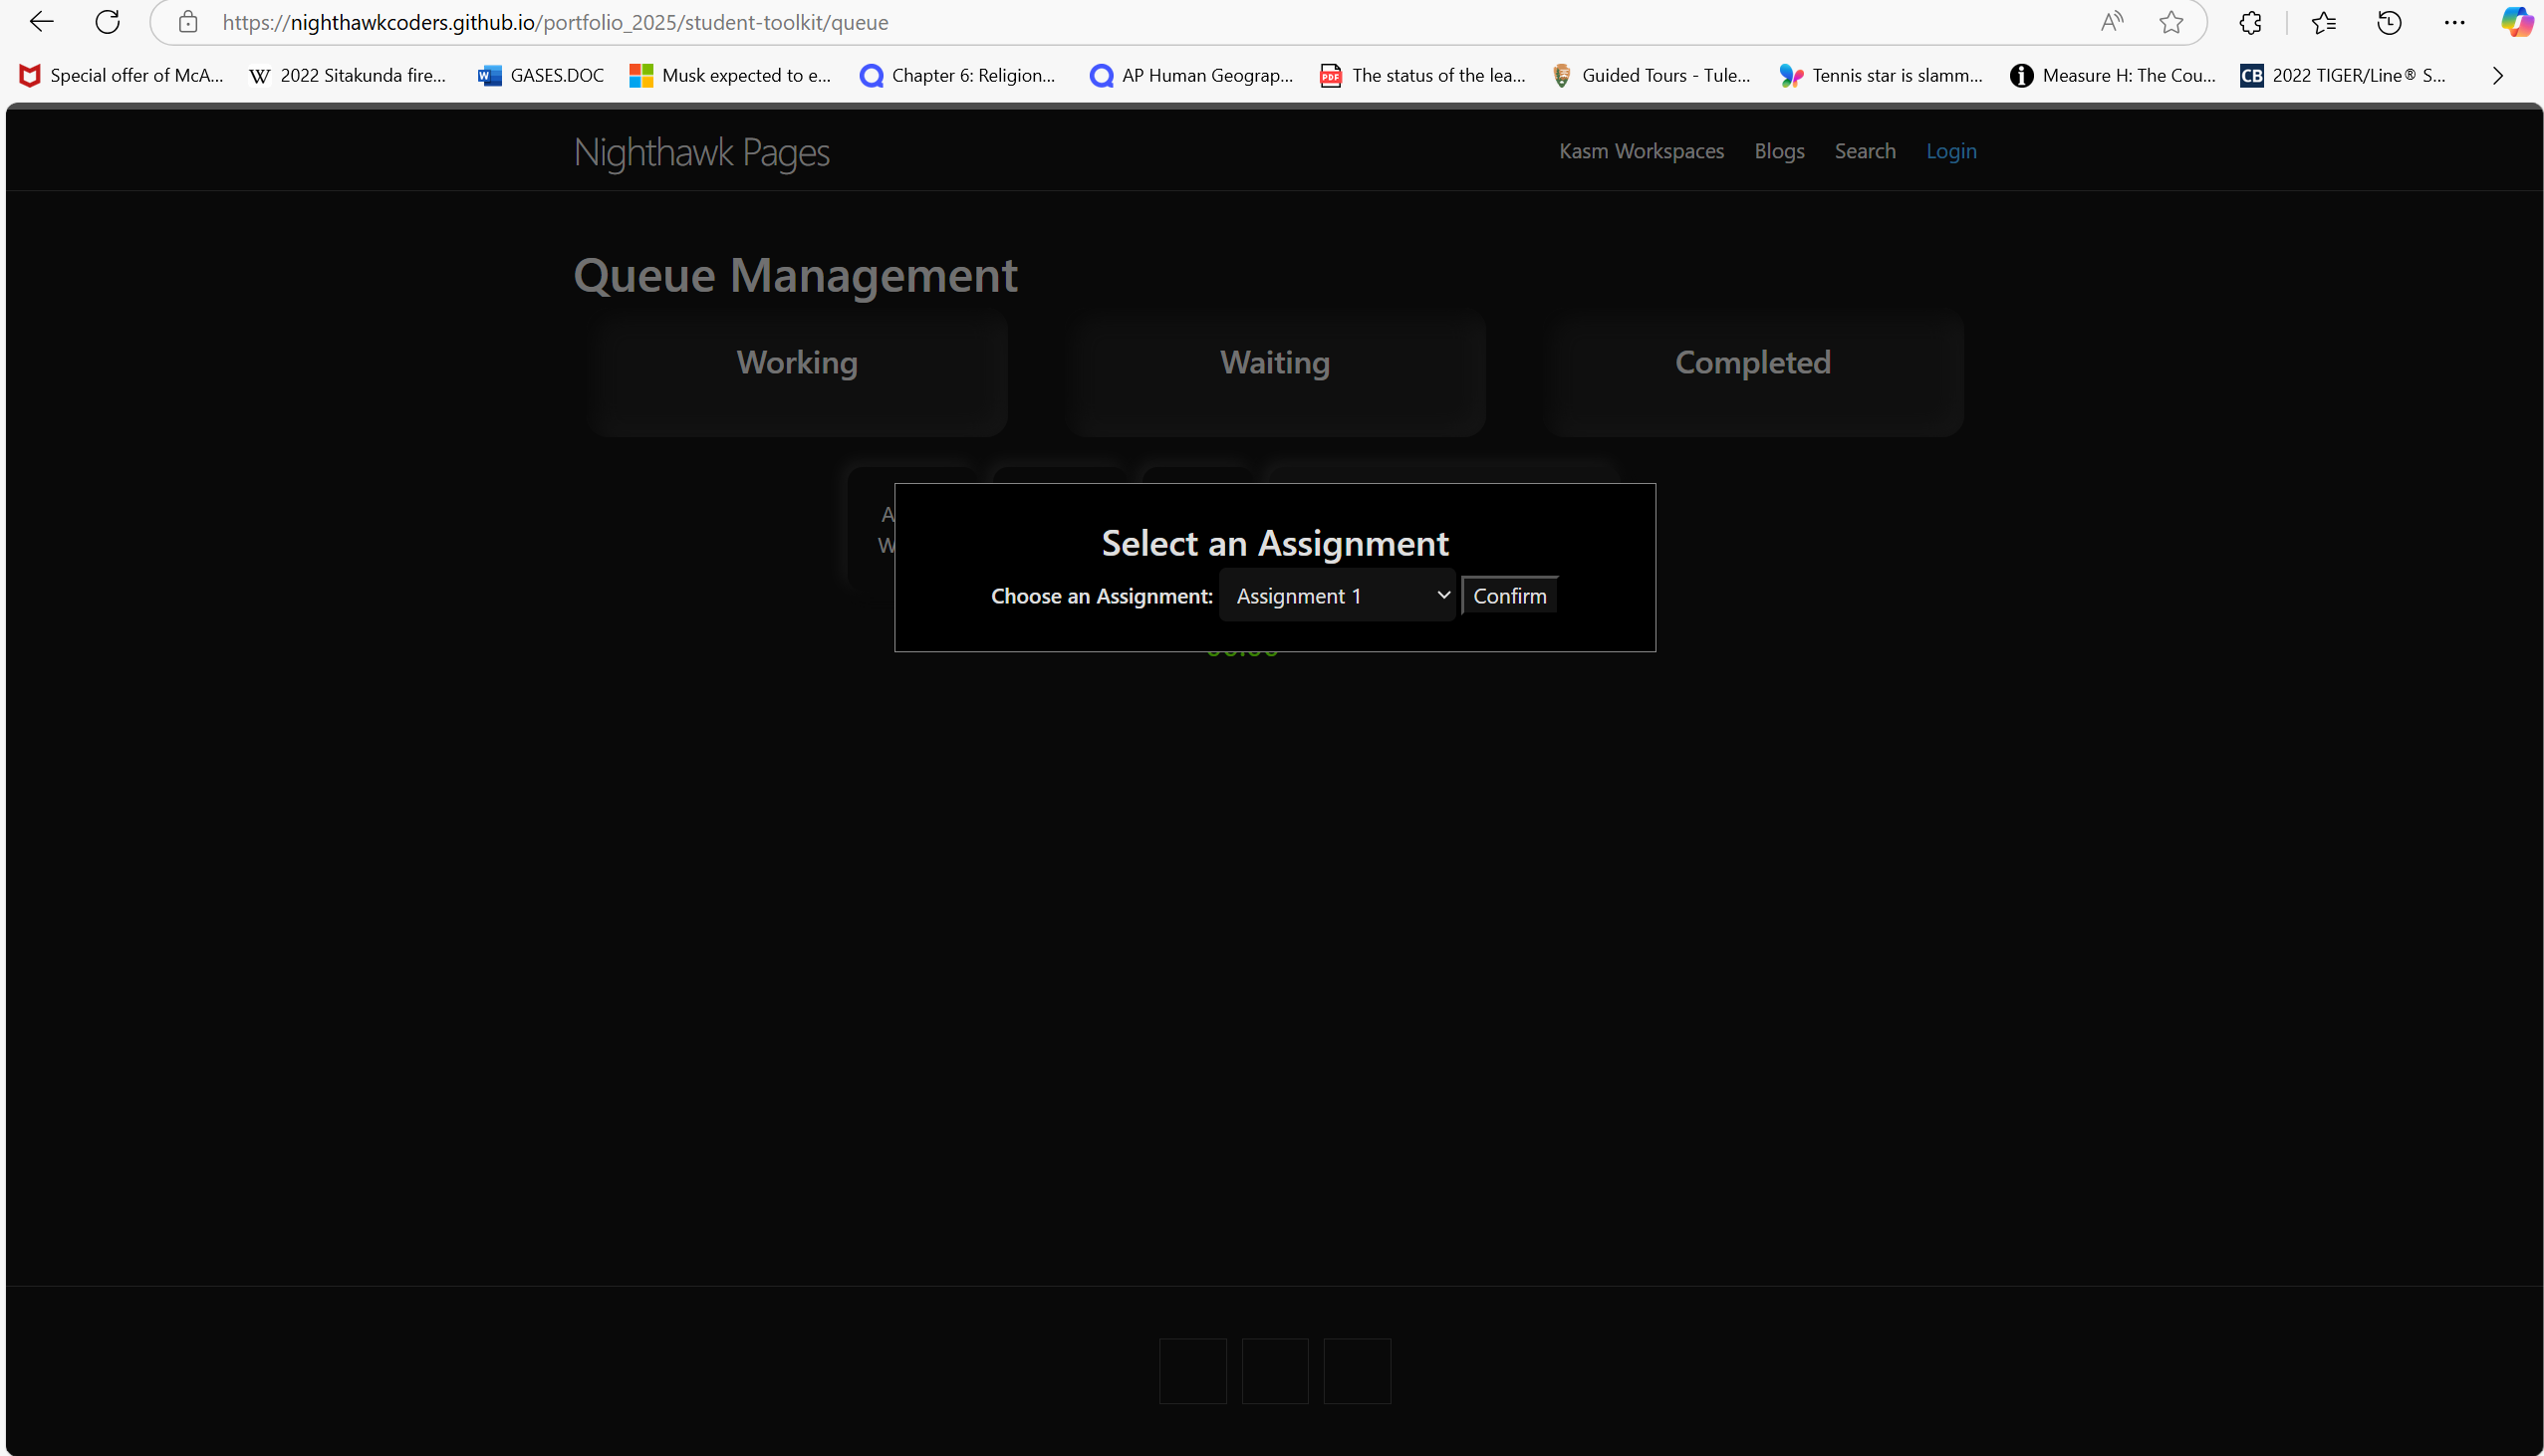 https://nighthawkcoders.github.io/portfolio_2025/student-toolkit/queue
Special offer of McA... 2022 Sitakunda fire... GASES.DOC Musk expected to e... Chapter 6: Religion... AP Human Geograp... The status of the lea... Guided Tours - Tule... Tennis star is slamm... Measure H: The Cou... 2022 TIGER/Line® S...
Nighthawk Pages Kasm Workspaces Blogs Search Login
Queue Management
Working Waiting Completed
A
W
Select an Assignment
Choose an Assignment: Assignment 1 Confirm